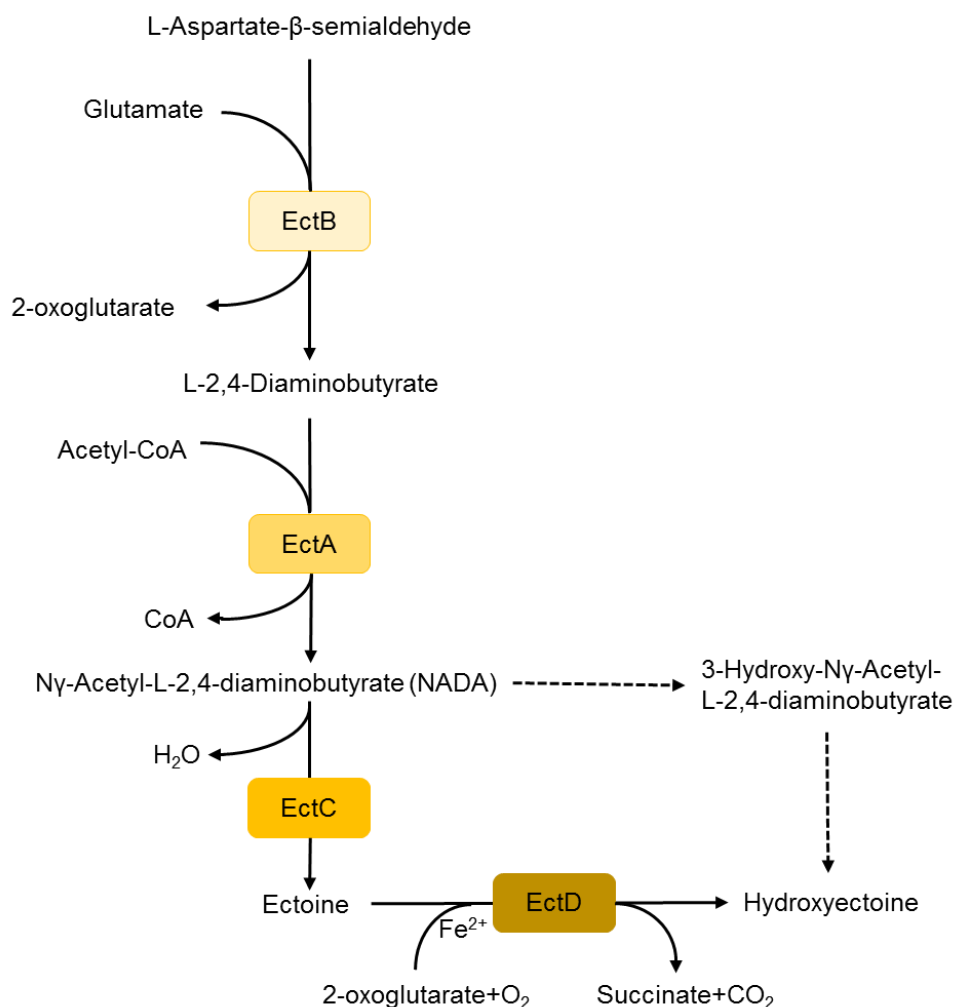 L-Aspartate-β-semialdehyde
Glutamate
EctB
2-oxoglutarate
L-2,4-Diaminobutyrate
Acetyl-CoA
EctA
CoA
Nγ-Acetyl-L-2,4-diaminobutyrate (NADA)
3-Hydroxy-Nγ-Acetyl-
L-2,4-diaminobutyrate
H₂O
EctC
Ectoine
EctD
Hydroxyectoine
Fe²⁺
2-oxoglutarate+O₂
Succinate+CO₂